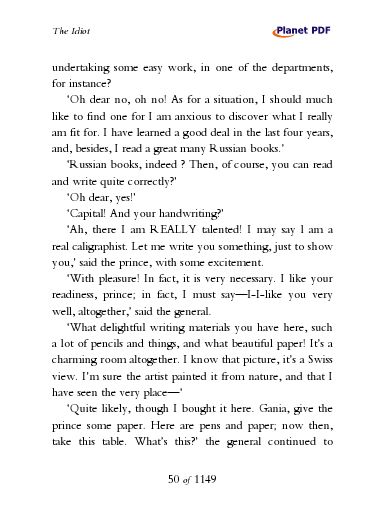 The Idiot
Planet PDF
undertaking some easy work, in one of the departments,
for instance?
'Oh dear no, oh no! As for a situation, I should much
like to find one for I am anxious to discover what I really
am fit for. I have learned a good deal in the last four years,
and, besides, I read a great many Russian books.'
'Russian books, indeed ? Then, of course, you can read
and write quite correctly?'
'Oh dear, yes!'
'Capital! And your handwriting?'
'Ah, there I am REALLY talented! I may say l am a
real caligraphist. Let me write you something, just to show
you,' said the prince, with some excitement.
'With pleasure! In fact, it is very necessary. I like your
readiness, prince; in fact, I must say—I-I-like you very
well, altogether,' said the general.
'What delightful writing materials you have here, such
a lot of pencils and things, and what beautiful paper! It's a
charming room altogether. I know that picture, it's a Swiss
view. I'm sure the artist painted it from nature, and that I
have seen the very place—'
'Quite likely, though I bought it here. Gania, give the
prince some paper. Here are pens and paper; now then,
take this table. What's this?' the general continued to
50 of 1149